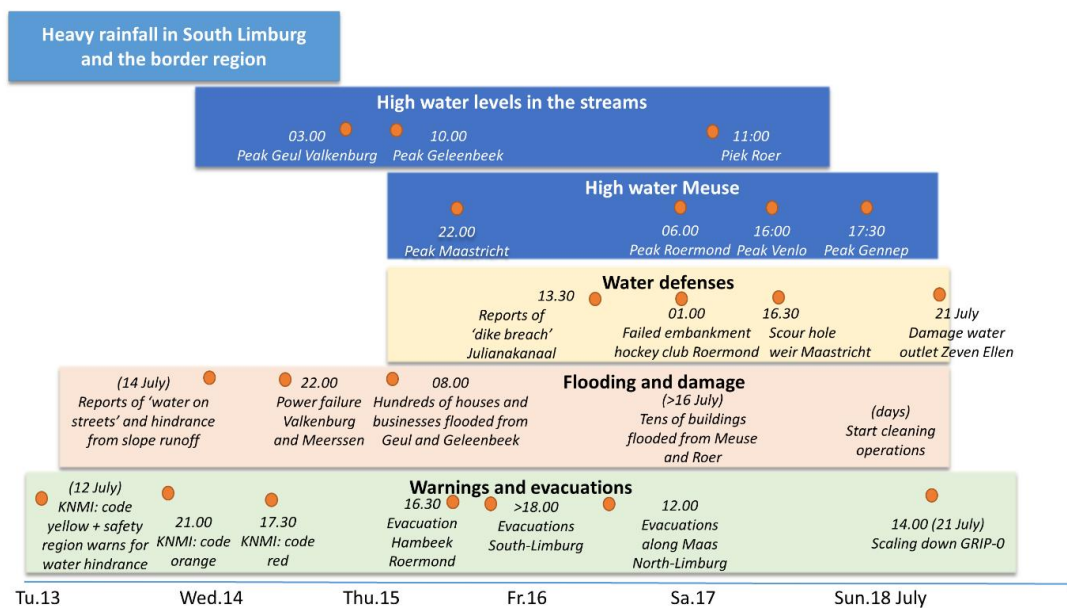 Heavy rainfall in South Limburg
and the border region
High water levels in the streams
03.00
Peak Geul Valkenburg
10.00
Peak Geleenbeek
11:00
Piek Roer
High water Meuse
22.00
Peak Maastricht
06.00
Peak Roermond
16:00
Peak Venlo
17:30
Peak Gennep
Water defenses
13.30
Reports of
‘dike breach’
Julianakanaal
01.00
Failed embankment
hockey club Roermond
16.30
Scour hole
weir Maastricht
21 July
Damage water
outlet Zeven Ellen
Flooding and damage
(14 July)
Reports of ‘water on
streets’ and hindrance
from slope runoff
22.00
Power failure
Valkenburg
and Meerssen
08.00
Hundreds of houses and
businesses flooded from
Geul and Geleenbeek
(>16 July)
Tens of buildings
flooded from Meuse
and Roer
(days)
Start cleaning
operations
Warnings and evacuations
(12 July)
KNMI: code
yellow + safety
region warns for
water hindrance
21.00
KNMI: code
orange
17.30
KNMI: code
red
16.30
Evacuation
Hambeek
Roermond
>18.00
Evacuations
South-Limburg
12.00
Evacuations
along Maas
North-Limburg
14.00 (21 July)
Scaling down GRIP-0
Tu.13
Wed.14
Thu.15
Fr.16
Sa.17
Sun.18 July